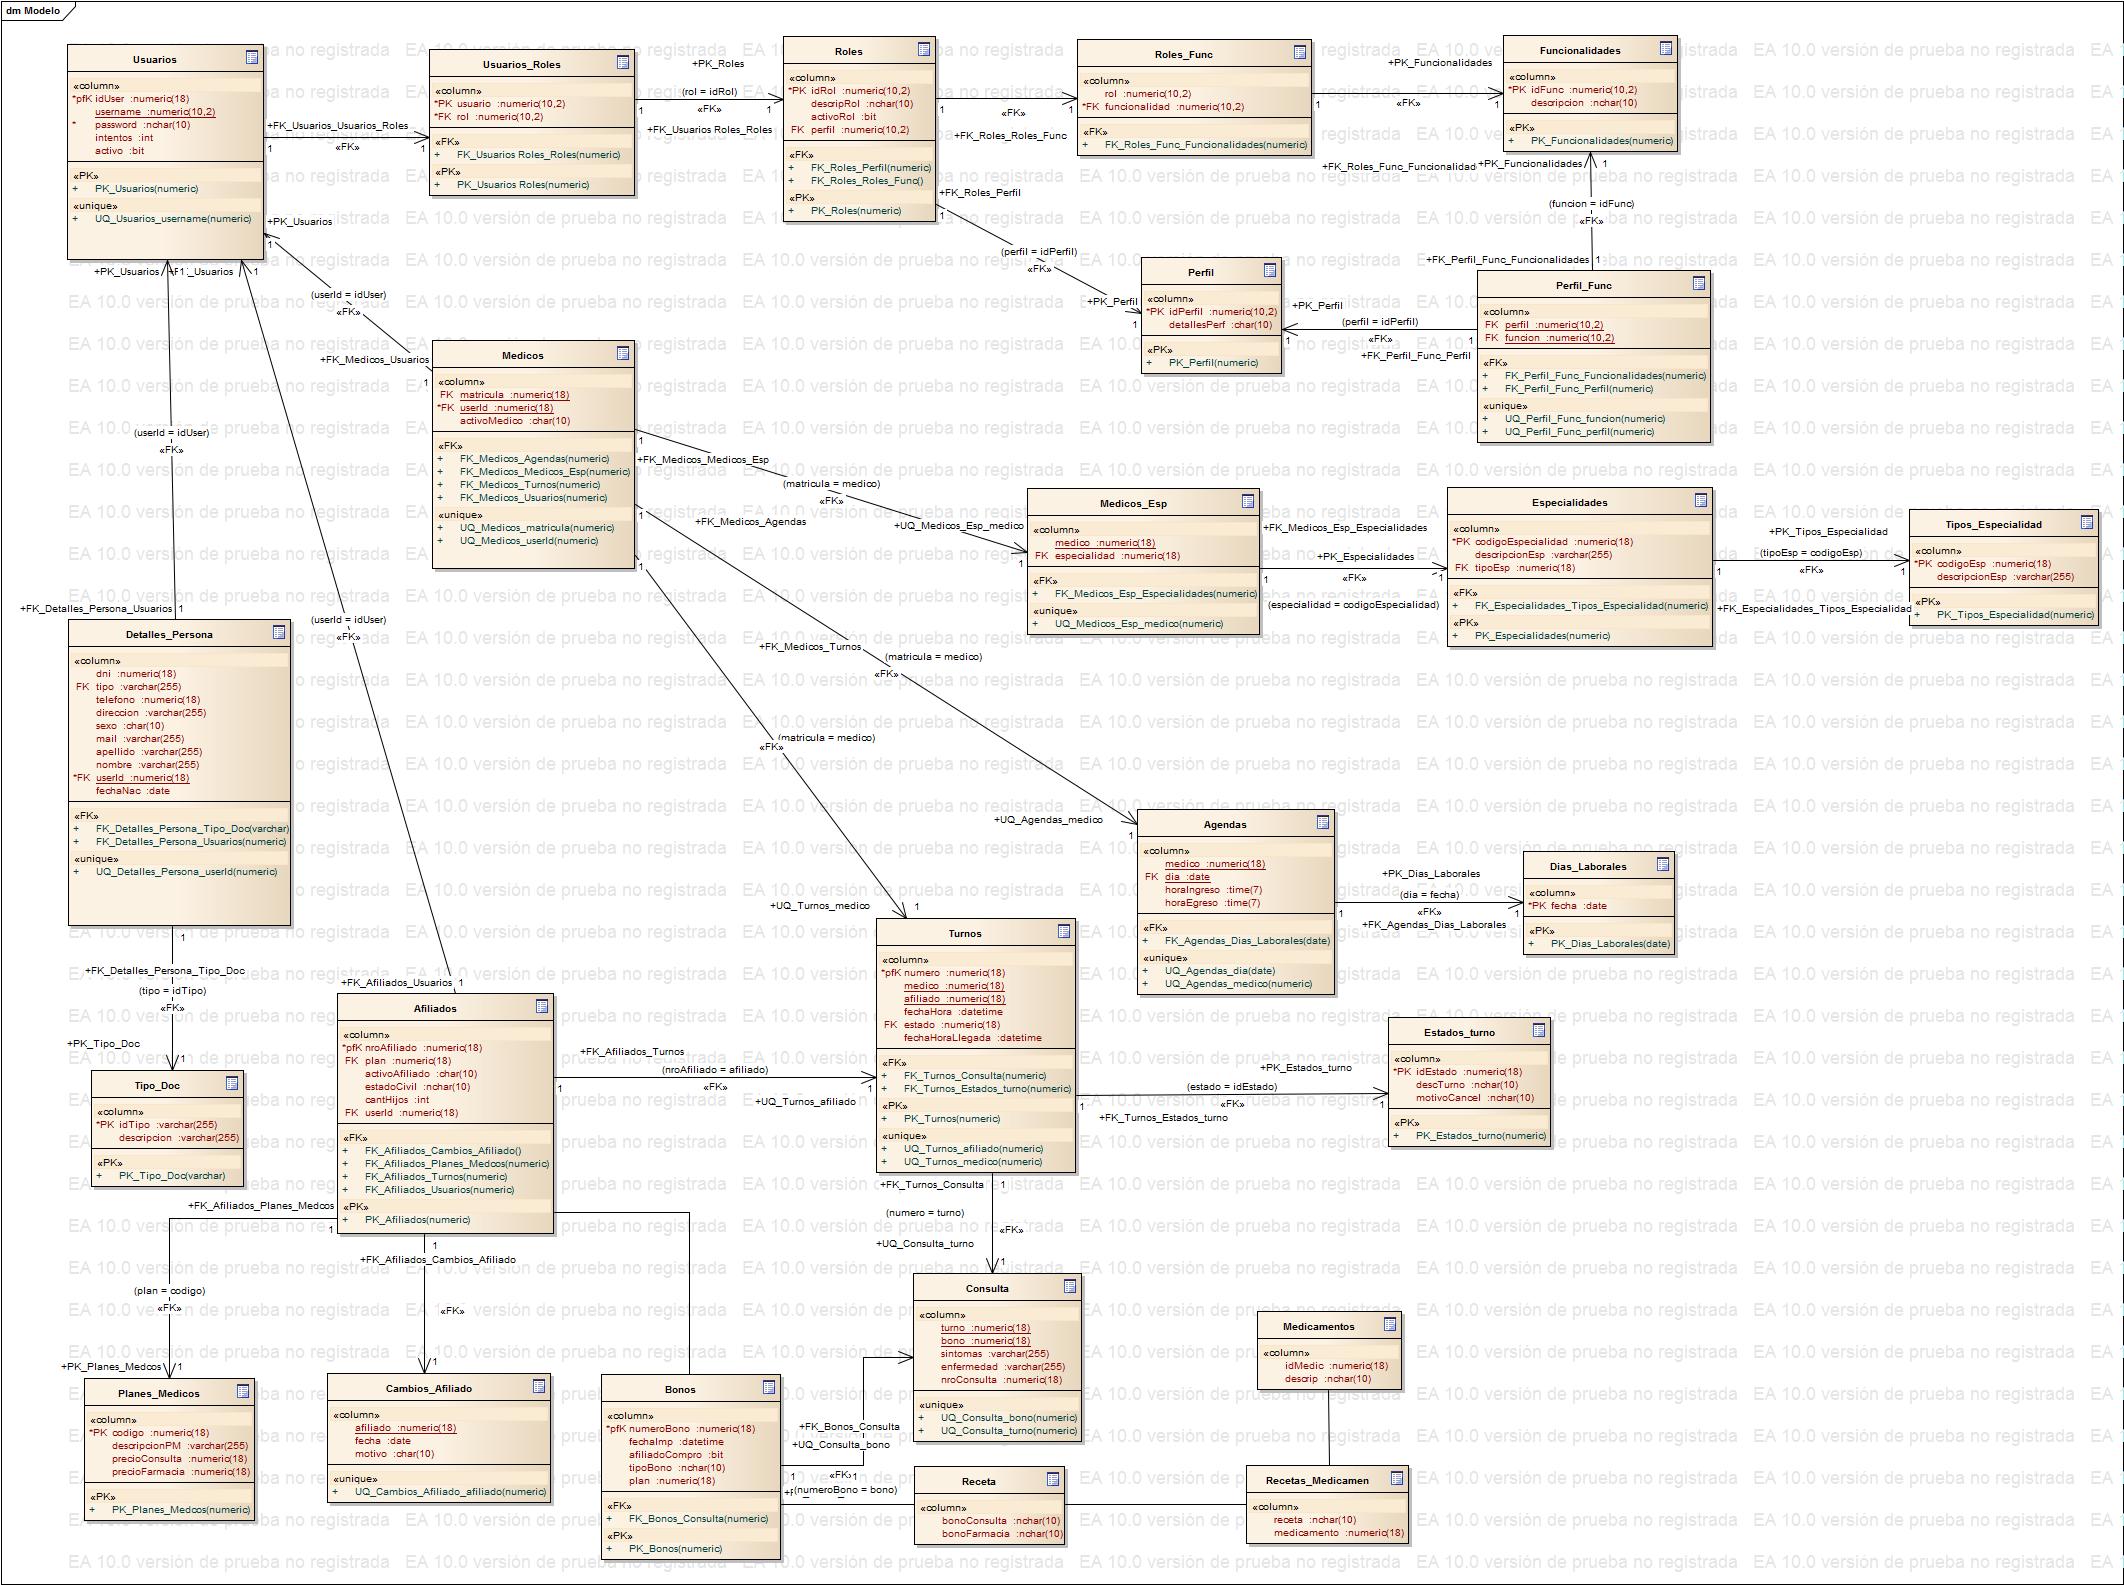 dm Modelo
Usuarios
«column»
*pfK idUser :numeric(18)
username :numeric(10,2)
* password :nchar(10)
intentos :int
activo :bit
«PK»
+ PK_Usuarios(numeric)
«unique»
+ UQ_Usuarios_username(numeric)
+FK_Usuarios_Usuarios_Roles
«FK»
1
1
Usuarios_Roles
«column»
*PK usuario :numeric(10,2)
*FK rol :numeric(10,2)
«FK»
+ FK_Usuarios Roles_Roles(numeric)
«PK»
+ PK_Usuarios Roles(numeric)
+PK_Roles
(rol = idRol)
«FK»
1
1
+FK_Usuarios Roles_Roles
Roles
«column»
*PK idRol :numeric(10,2)
descripRol :nchar(10)
activoRol :bit
FK perfil :numeric(10,2)
«FK»
+ FK_Roles_Perfil(numeric)
+ FK_Roles_Roles_Func()
«PK»
+ PK_Roles(numeric)
1
«FK»
1
+FK_Roles_Roles_Func
Roles_Func
«column»
rol :numeric(10,2)
*FK funcionalidad :numeric(10,2)
«FK»
+ FK_Roles_Func_Funcionalidades(numeric)
+PK_Funcionalidades
1
«FK»
1
+FK_Roles_Func_Funcionalidad
Funcionalidades
«column»
*PK idFunc :numeric(10,2)
descripcion :nchar(10)
«PK»
+ PK_Funcionalidades(numeric)
+PK_Funcionalidades
1
(funcion = idFunc)
«FK»
+FK_Perfil_Func_Funcionalidades
1
+FK_Roles_Perfil
1
(perfil = idPerfil)
«FK»
+PK_Perfil
1
Perfil
«column»
*PK idPerfil :numeric(10,2)
detallesPerf :char(10)
«PK»
+ PK_Perfil(numeric)
+PK_Perfil
(perfil = idPerfil)
1
«FK»
1
+FK_Perfil_Func_Perfil
Perfil_Func
«column»
FK perfil :numeric(10,2)
FK funcion :numeric(10,2)
«FK»
+ FK_Perfil_Func_Funcionalidades(numeric)
+ FK_Perfil_Func_Perfil(numeric)
«unique»
+ UQ_Perfil_Func_funcion(numeric)
+ UQ_Perfil_Func_perfil(numeric)
+PK_Usuarios
1
(userId = idUser)
«FK»
+FK_Medicos_Usuarios
1
+PK_Usuarios
1
(userId = idUser)
«FK»
+FK_Detalles_Persona_Usuarios
1
(userId = idUser)
«FK»
+FK_Afiliados_Usuarios
1
Medicos
«column»
FK matricula :numeric(18)
*FK userId :numeric(18)
activoMedico :char(10)
«FK»
+ FK_Medicos_Agendas(numeric)
+ FK_Medicos_Medicos_Esp(numeric)
+ FK_Medicos_Turnos(numeric)
+ FK_Medicos_Usuarios(numeric)
«unique»
+ UQ_Medicos_matricula(numeric)
+ UQ_Medicos_userId(numeric)
1
+FK_Medicos_Medicos_Esp
(matricula = medico)
«FK»
+UQ_Medicos_Esp_medico
1
1
+FK_Medicos_Agendas
(matricula = medico)
«FK»
+UQ_Agendas_medico
1
1
+FK_Medicos_Turnos
(matricula = medico)
«FK»
+UQ_Turnos_medico
1
Medicos_Esp
«column»
medico :numeric(18)
FK especialidad :numeric(18)
«FK»
+ FK_Medicos_Esp_Especialidades(numeric)
«unique»
+ UQ_Medicos_Esp_medico(numeric)
+FK_Medicos_Esp_Especialidades
+PK_Especialidades
1
«FK»
1
(especialidad = codigoEspecialidad)
Especialidades
«column»
*PK codigoEspecialidad :numeric(18)
descripcionEsp :varchar(255)
FK tipoEsp :numeric(18)
«FK»
+ FK_Especialidades_Tipos_Especialidad(numeric)
«PK»
+ PK_Especialidades(numeric)
+PK_Tipos_Especialidad
(tipoEsp = codigoEsp)
1
«FK»
1
+FK_Especialidades_Tipos_Especialidad
Tipos_Especialidad
«column»
*PK codigoEsp :numeric(18)
descripcionEsp :varchar(255)
«PK»
+ PK_Tipos_Especialidad(numeric)
Detalles_Persona
«column»
dni :numeric(18)
FK tipo :varchar(255)
telefono :numeric(18)
direccion :varchar(255)
sexo :char(10)
mail :varchar(255)
apellido :varchar(255)
nombre :varchar(255)
*FK userId :numeric(18)
fechaNac :date
«FK»
+ FK_Detalles_Persona_Tipo_Doc(varchar)
+ FK_Detalles_Persona_Usuarios(numeric)
«unique»
+ UQ_Detalles_Persona_userId(numeric)
1
+FK_Detalles_Persona_Tipo_Doc
(tipo = idTipo)
«FK»
+PK_Tipo_Doc
1
Tipo_Doc
«column»
*PK idTipo :varchar(255)
descripcion :varchar(255)
«PK»
+ PK_Tipo_Doc(varchar)
Agendas
«column»
medico :numeric(18)
FK dia :date
horaIngreso :time(7)
horaEgreso :time(7)
«FK»
+ FK_Agendas_Dias_Laborales(date)
«unique»
+ UQ_Agendas_dia(date)
+ UQ_Agendas_medico(numeric)
+PK_Dias_Laborales
(dia = fecha)
1
«FK»
1
+FK_Agendas_Dias_Laborales
Dias_Laborales
«column»
*PK fecha :date
«PK»
+ PK_Dias_Laborales(date)
Afiliados
«column»
*pfK nroAfiliado :numeric(18)
FK plan :numeric(18)
activoAfiliado :char(10)
estadoCivil :nchar(10)
cantHijos :int
FK userId :numeric(18)
«FK»
+ FK_Afiliados_Cambios_Afiliado()
+ FK_Afiliados_Planes_Medcos(numeric)
+ FK_Afiliados_Turnos(numeric)
+ FK_Afiliados_Usuarios(numeric)
«PK»
+ PK_Afiliados(numeric)
+FK_Afiliados_Turnos
(nroAfiliado = afiliado)
1
«FK»
1
+UQ_Turnos_afiliado
Turnos
«column»
*pfK numero :numeric(18)
medico :numeric(18)
afiliado :numeric(18)
fechaHora :datetime
FK estado :numeric(18)
fechaHoraLlegada :datetime
«FK»
+ FK_Turnos_Consulta(numeric)
+ FK_Turnos_Estados_turno(numeric)
«PK»
+ PK_Turnos(numeric)
«unique»
+ UQ_Turnos_afiliado(numeric)
+ UQ_Turnos_medico(numeric)
+PK_Estados_turno
(estado = idEstado)
1
«FK»
1
+FK_Turnos_Estados_turno
Estados_turno
«column»
*PK idEstado :numeric(18)
descTurno :nchar(10)
motivoCancel :nchar(10)
«PK»
+ PK_Estados_turno(numeric)
+FK_Afiliados_Planes_Medcos
1
(plan = codigo)
«FK»
+PK_Planes_Medcos
1
1
+FK_Afiliados_Cambios_Afiliado
«FK»
1
+FK_Turnos_Consulta
1
(numero = turno)
«FK»
+UQ_Consulta_turno
1
Planes_Medicos
«column»
*PK codigo :numeric(18)
descripcionPM :varchar(255)
precioConsulta :numeric(18)
precioFarmacia :numeric(18)
«PK»
+ PK_Planes_Medcos(numeric)
Cambios_Afiliado
«column»
afiliado :numeric(18)
fecha :date
motivo :char(10)
«unique»
+ UQ_Cambios_Afiliado_afiliado(numeric)
Bonos
«column»
*pfK numeroBono :numeric(18)
fechaImp :datetime
afiliadoCompro :bit
tipoBono :nchar(10)
plan :numeric(18)
«FK»
+ FK_Bonos_Consulta(numeric)
«PK»
+ PK_Bonos(numeric)
+FK_Bonos_Consulta
+UQ_Consulta_bono
1
«FK»
1
(numeroBono = bono)
Consulta
«column»
turno :numeric(18)
bono :numeric(18)
sintomas :varchar(255)
enfermedad :varchar(255)
nroConsulta :numeric(18)
«unique»
+ UQ_Consulta_bono(numeric)
+ UQ_Consulta_turno(numeric)
Receta
«column»
bonoConsulta :nchar(10)
bonoFarmacia :nchar(10)
Medicamentos
«column»
idMedic :numeric(18)
descrip :nchar(10)
Recetas_Medicamen
«column»
receta :nchar(10)
medicamento :numeric(18)
EA 10.0 versión de prueba no registrada